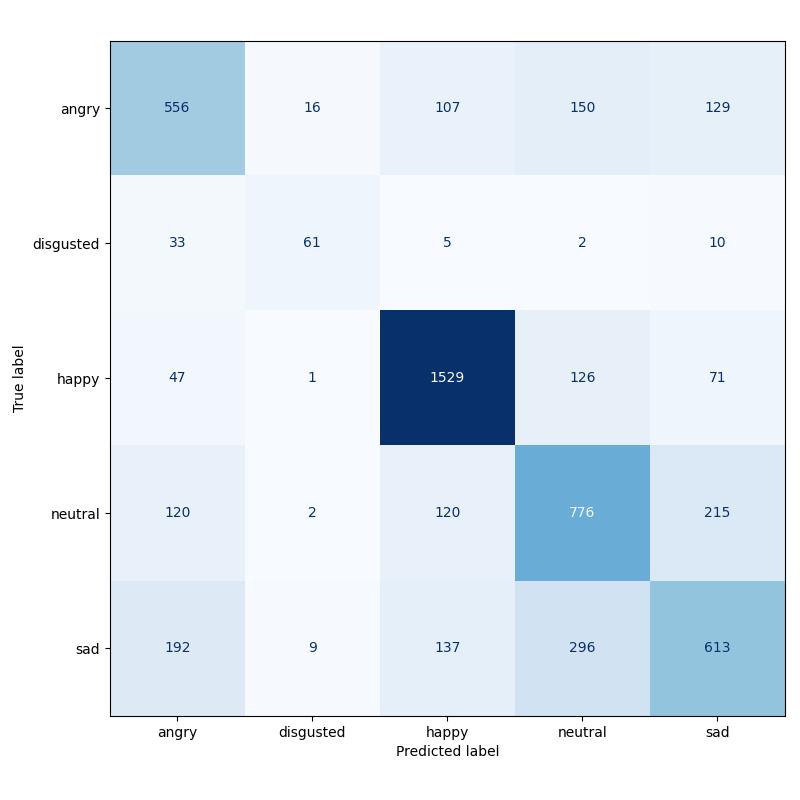 angry 556 16 107 150 129
disgusted 33 61 5 2 10
True label
happy 47 1 1529 126 71
neutral 120 2 120 776 215
sad 192 9 137 296 613
angry disgusted happy neutral sad
Predicted label